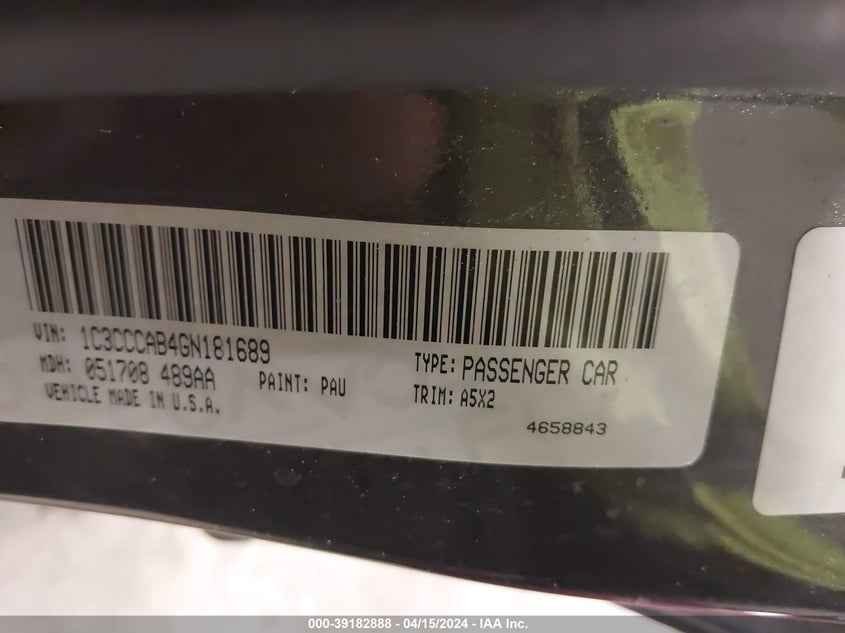 VIN: 1C3CCCAB4GN181689
MDH: 051708 489AA
PAINT: PAU
VEHICLE MADE IN U.S.A.
TYPE: PASSENGER CAR
TRIM: A5X2
4658843
000-39182888 - 04/15/2024 - IAA Inc.